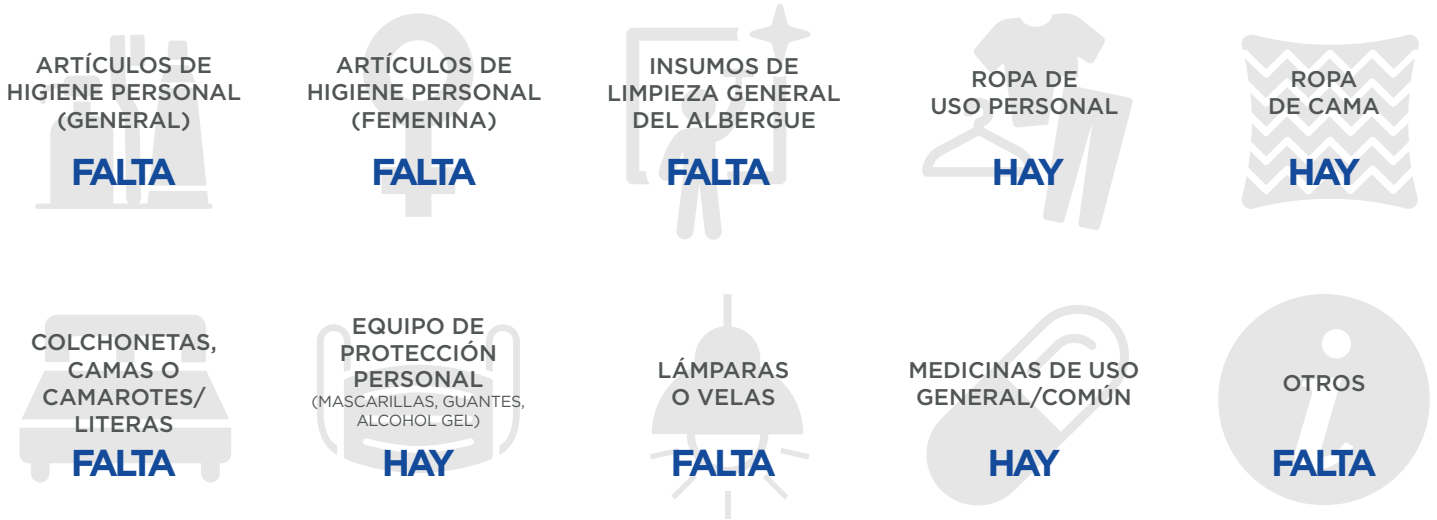 ARTÍCULOS DE
HIGIENE PERSONAL
(GENERAL)
FALTA
ARTÍCULOS DE
HIGIENE PERSONAL
(FEMENINA)
FALTA
INSUMOS DE
LIMPIEZA GENERAL
DEL ALBERGUE
FALTA
ROPA DE
USO PERSONAL
HAY
ROPA
DE CAMA
HAY
COLCHONETAS,
CAMAS O
CAMAROTES/
LITERAS
FALTA
EQUIPO DE
PROTECCIÓN
PERSONAL
(MASCARILLAS, GUANTES,
ALCOHOL GEL)
HAY
LÁMPARAS
O VELAS
FALTA
MEDICINAS DE USO
GENERAL/COMÚN
HAY
OTROS
FALTA